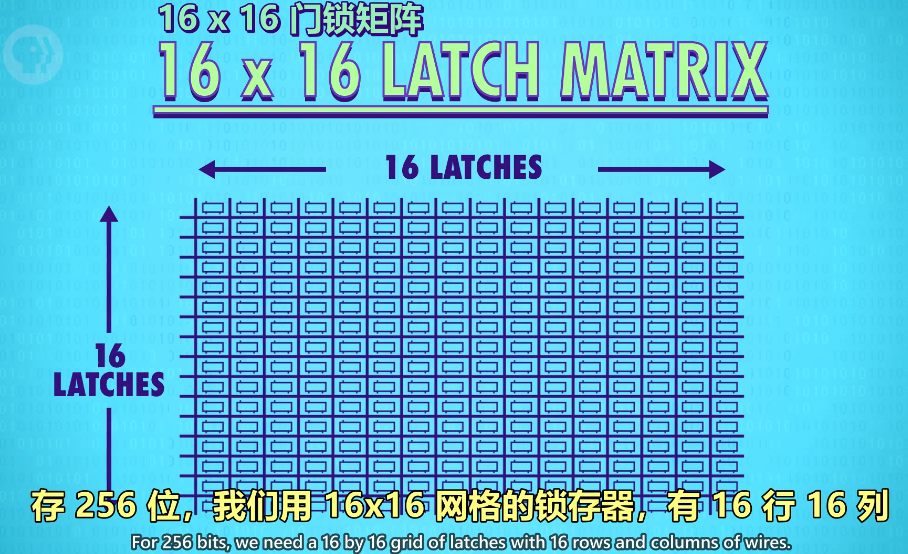 16 x 16 门锁矩阵
16 x 16 LATCH MATRIX
16 LATCHES
16
LATCHES
存 256 位，我们用 16x16 网格的锁存器，有 16 行 16 列
For 256 bits, we need a 16 by 16 grid of latches with 16 rows and columns of wires.